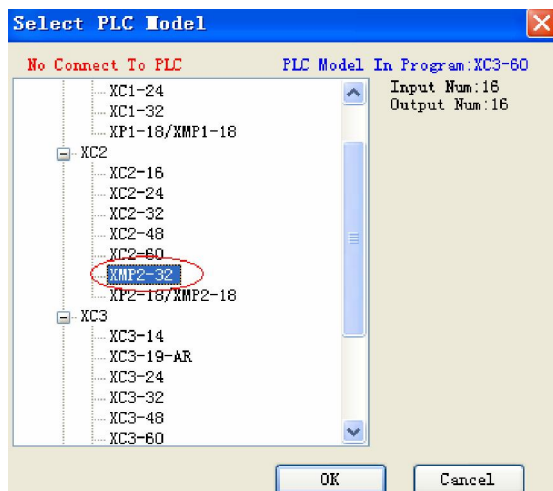 Select PLC Model
No Connect To PLC
PLC Model In Program:XC3-60
Input Num:16
Output Num:16
XC1-24
XC1-32
XP1-18/XMP1-18
XC2
XC2-16
XC2-24
XC2-32
XC2-48
XC2-60
XMP2-32
XP2-18/XMP2-18
XC3
XC3-14
XC3-19-AR
XC3-24
XC3-32
XC3-48
XC3-60
OK
Cancel